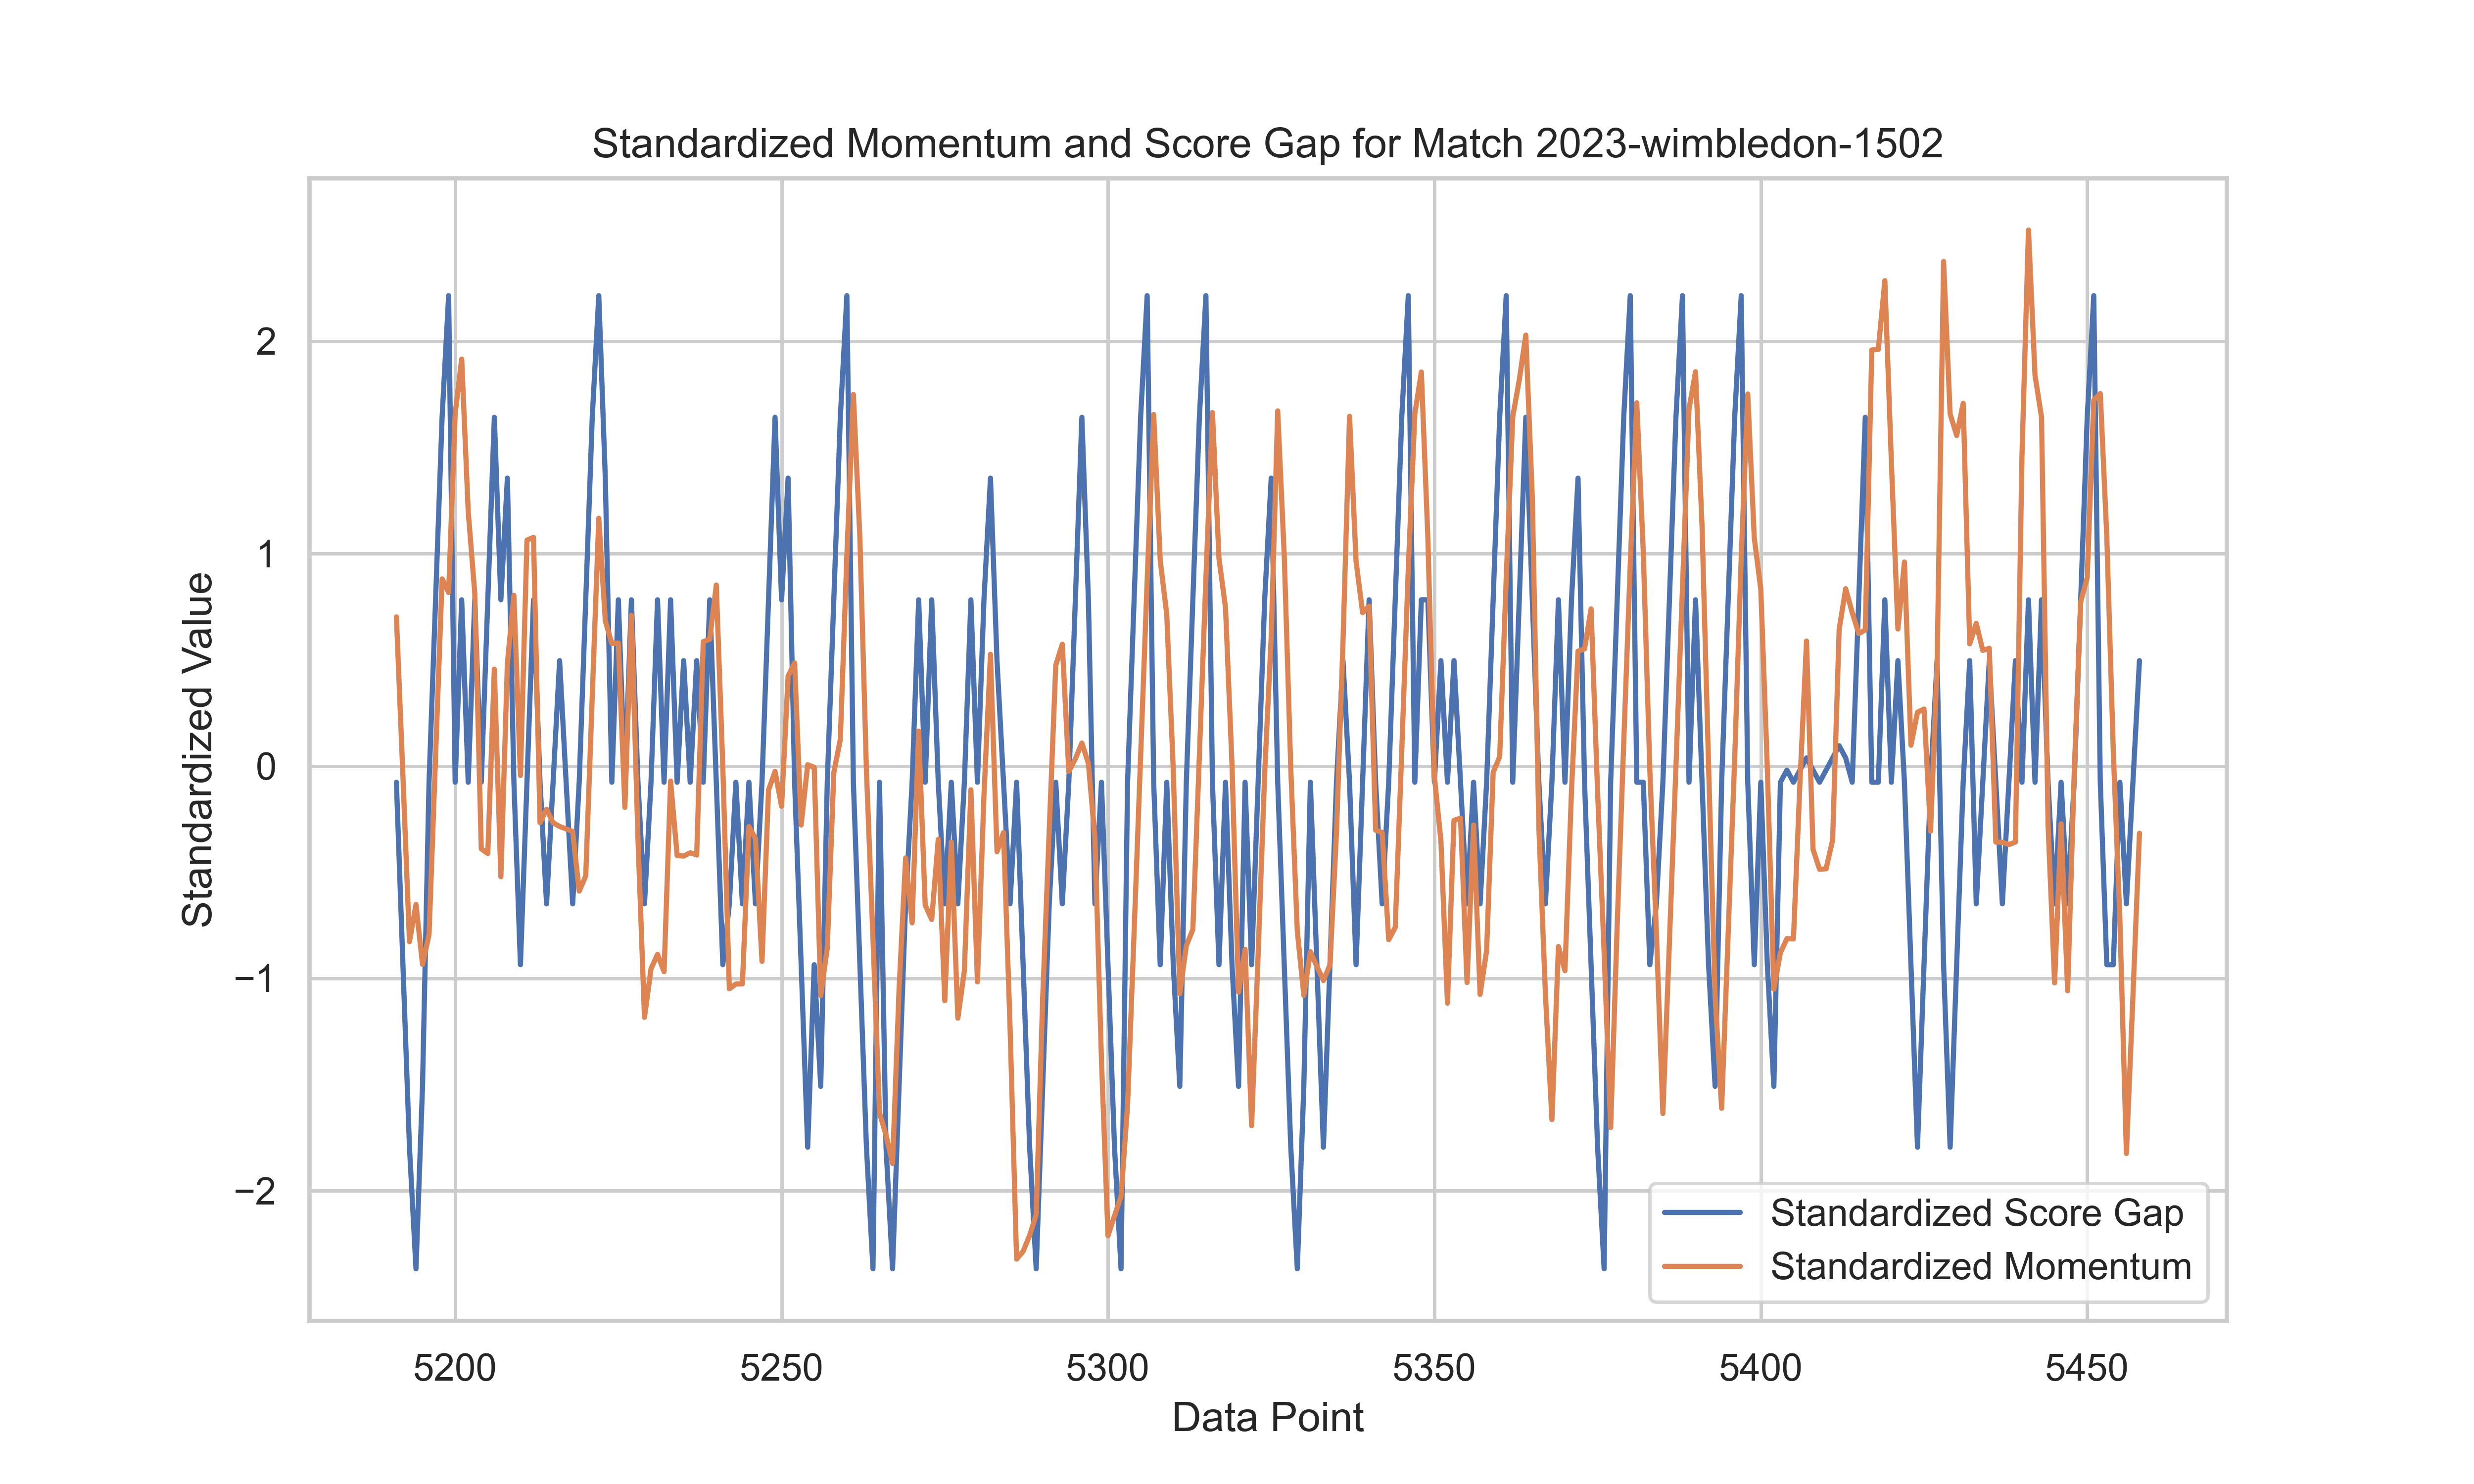 Standardized Momentum and Score Gap for Match 2023-wimbledon-1502
Standardized Value
2
1
0
−1
−2
Standardized Score Gap
Standardized Momentum
5200 5250 5300 5350 5400 5450
Data Point